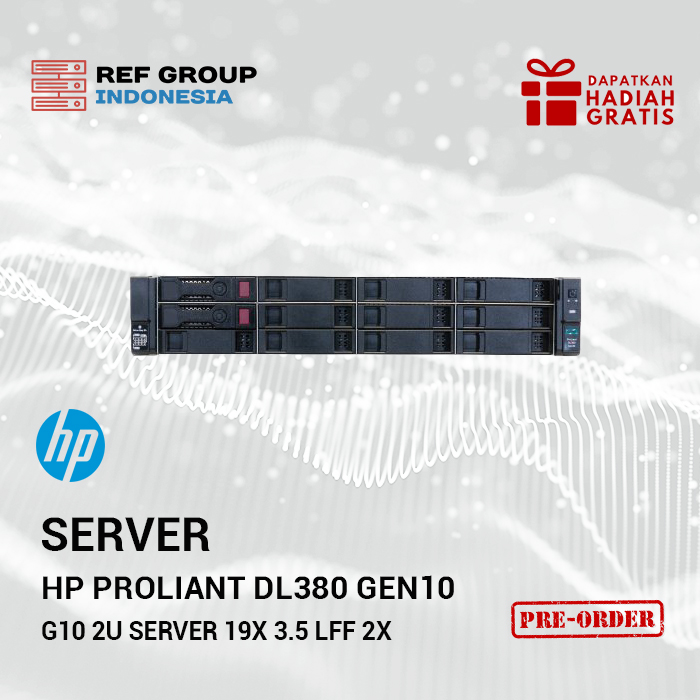 REF GROUP
INDONESIA
DAPATKAN
HADIAH
GRATIS
hp
SERVER
HP PROLIANT DL380 GEN10
G10 2U SERVER 19X 3.5 LFF 2X
PRE-ORDER